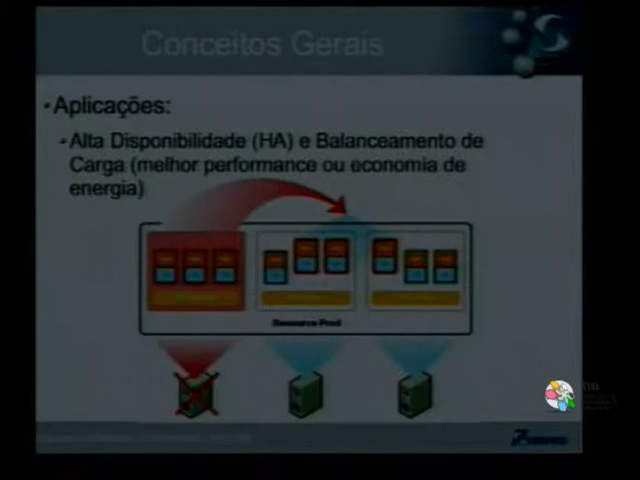 Conceitos Gerais
Aplicações:
Alta Disponibilidade (HA) e Balanceamento de
Carga (melhor performance ou economia de
energia)
Resource Pool